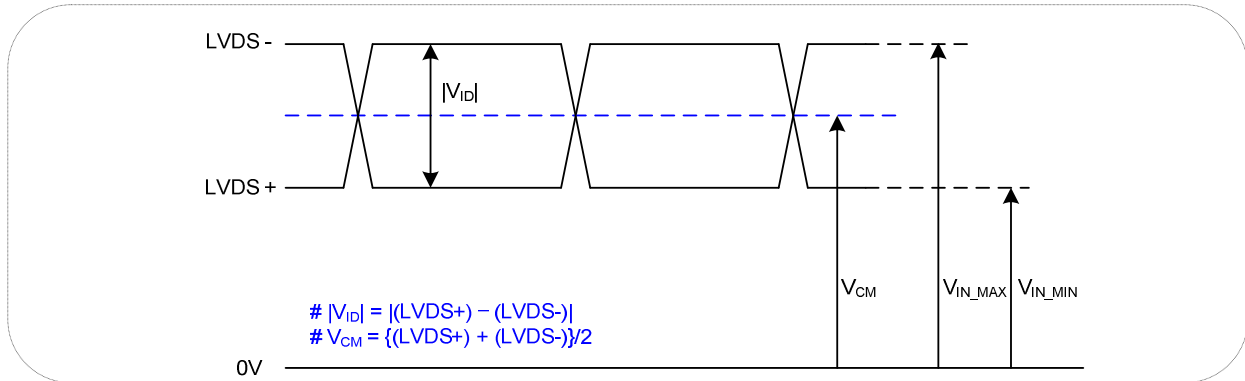 LVDS -
|VID|
LVDS +
VCM
VIN_MAX
VIN_MIN
# |VID| = |(LVDS+) – (LVDS-)|
# VCM = {(LVDS+) + (LVDS-)}/2
0V